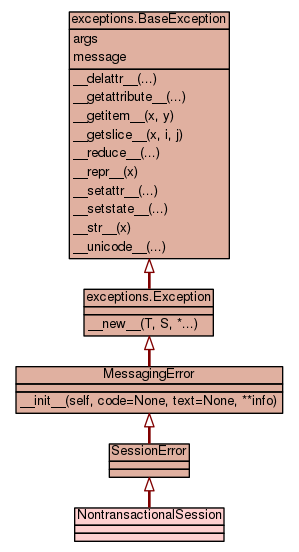 exceptions.BaseException
args
message
__delattr__(...)
__getattribute__(...)
__getitem__(x, y)
__getslice__(x, i, j)
__reduce__(...)
__repr__(x)
__setattr__(...)
__setstate__(...)
__str__(x)
__unicode__(...)
exceptions.Exception
__new__(T, S, *...)
MessagingError
__init__(self, code=None, text=None, **info)
SessionError
NontransactionalSession